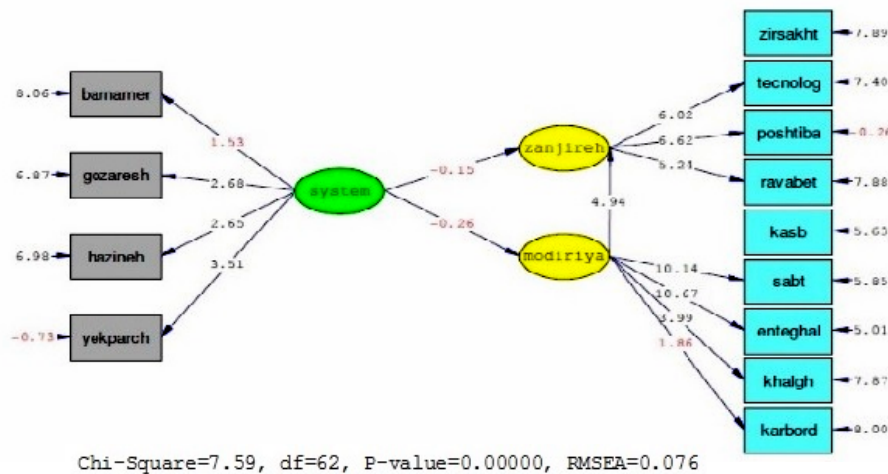 zirsakht 7.89
8.06 barnamer 1.53
tecnolog 7.40
6.02
poshtiba -0.26
6.62
zanjireh
6.87 gozaresh 2.68
system
-0.15
5.21
ravabet 7.88
4.94
kasb 5.63
6.98 hazineh 2.65
-0.26
modiriya
10.14
sabt 5.85
10.67
enteghal 5.01
-0.73 yekparch 3.51
3.99
khalgh 7.87
1.86
karbord 8.00
Chi-Square=7.59, df=62, P-value=0.00000, RMSEA=0.076